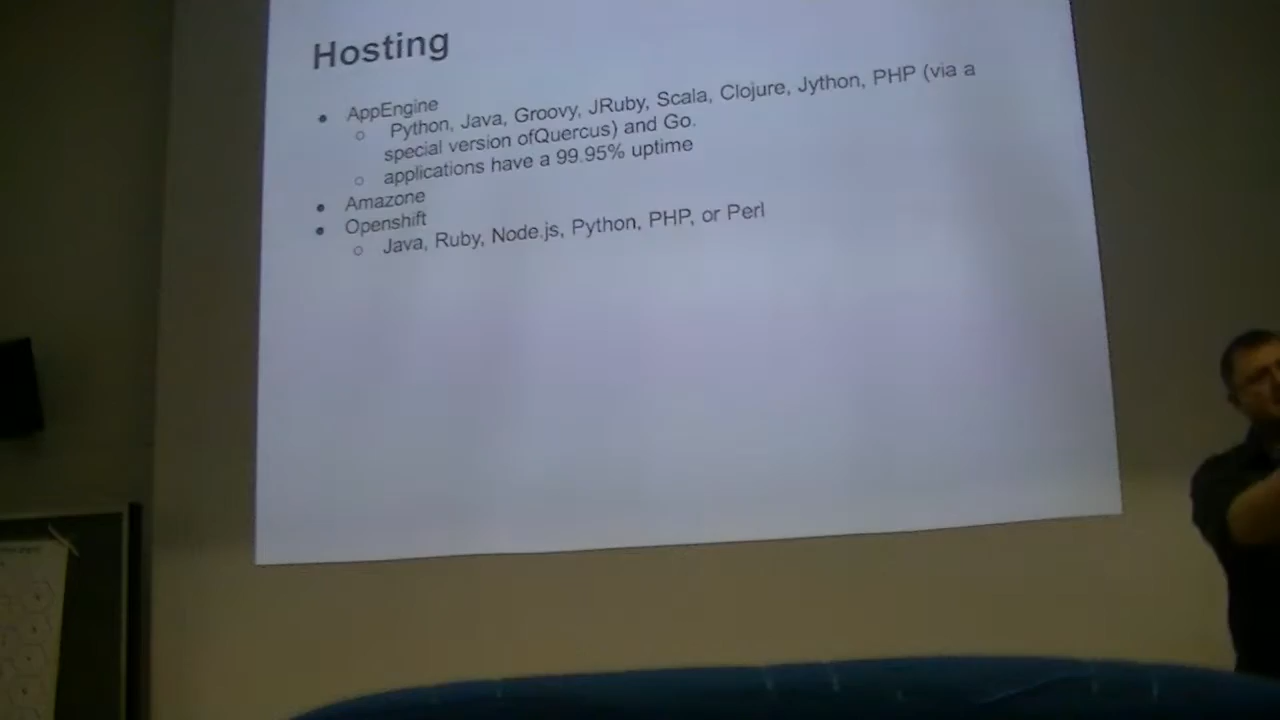 Hosting
AppEngine
Python, Java, Groovy, JRuby, Scala, Clojure, Jython, PHP (via a
special version ofQuercus) and Go.
applications have a 99.95% uptime
Amazone
Openshift
Java, Ruby, Node.js, Python, PHP, or Perl